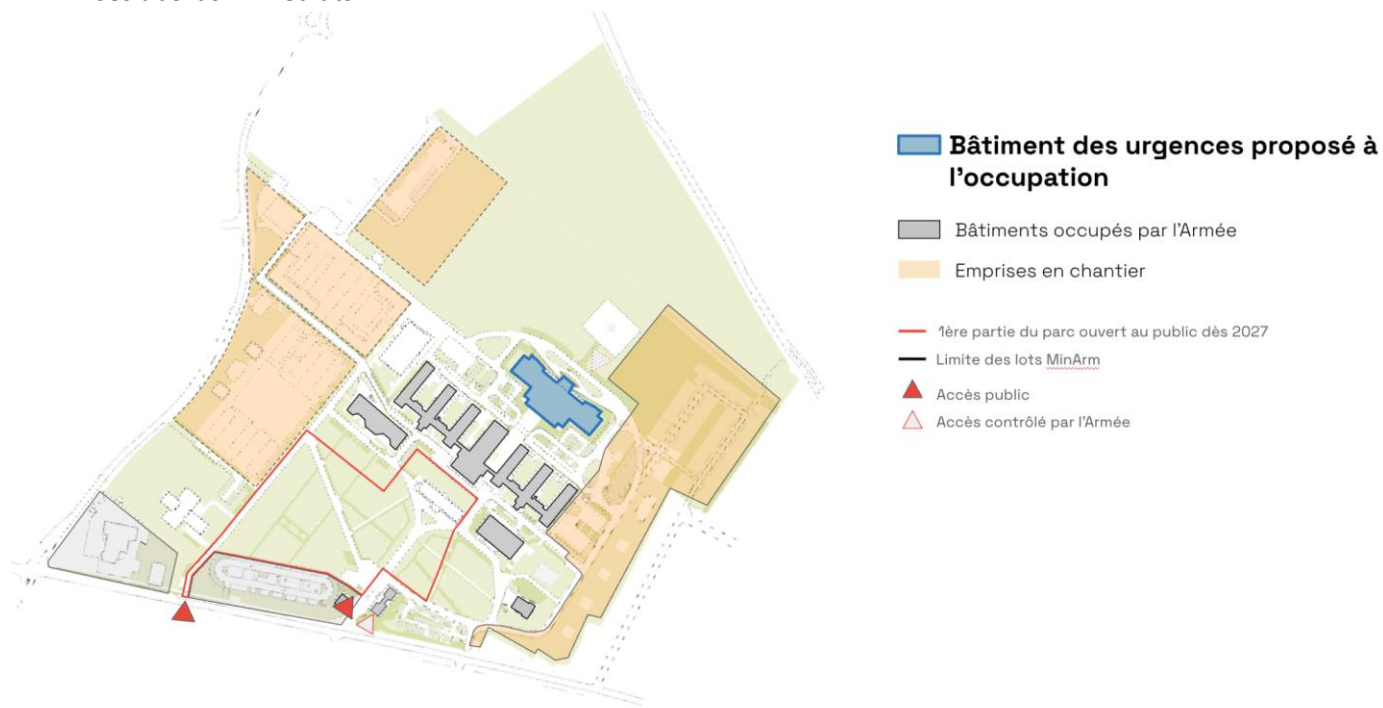 Bâtiment des urgences proposé à
l'occupation
Bâtiments occupés par l'Armée
Emprises en chantier
1ère partie du parc ouvert au public dès 2027
Limite des lots MinArm
Accès public
Accès contrôlé par l'Armée